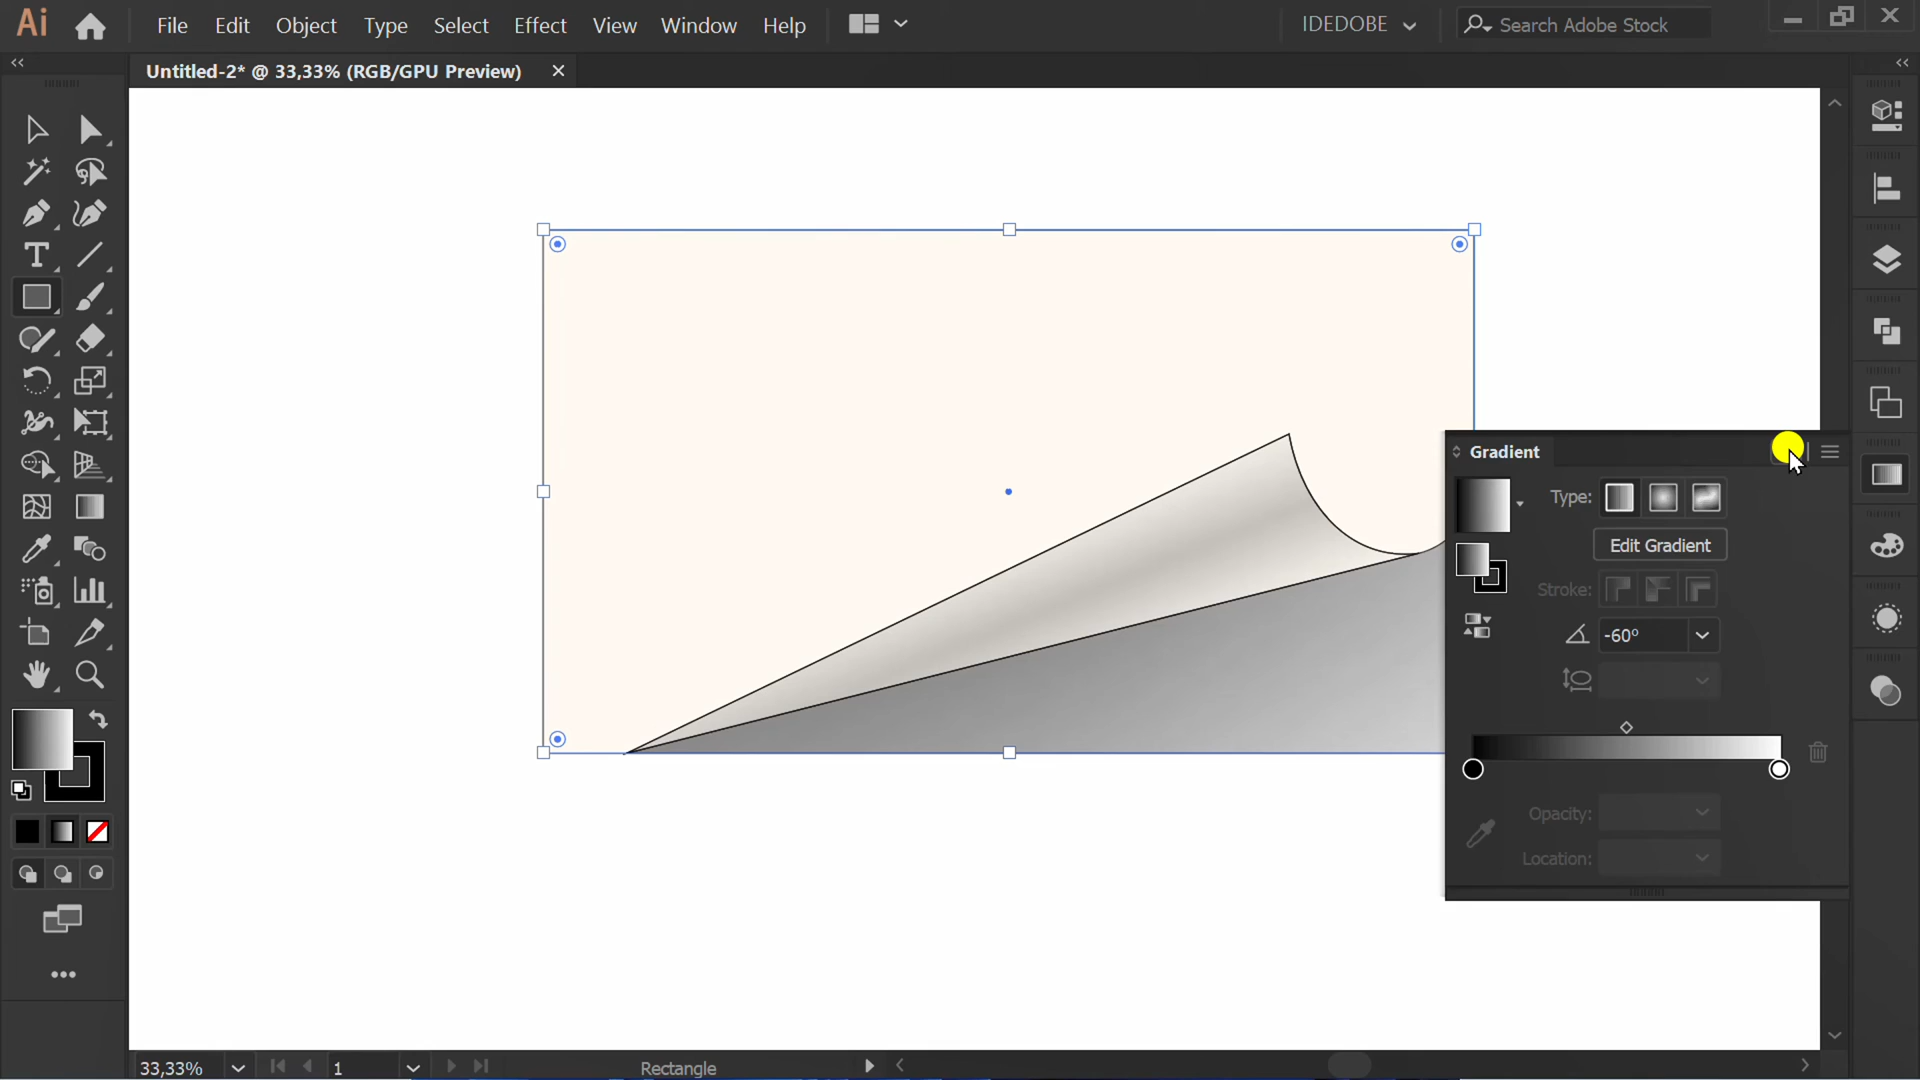 Ai File Edit Object Type Select Effect View Window Help IDEDOBE Search Adobe Stock
Untitled-2* @ 33,33% (RGB/GPU Preview)
Gradient
Type:
Edit Gradient
Stroke:
-60°
Opacity:
Location:
33,33% 1 Rectangle